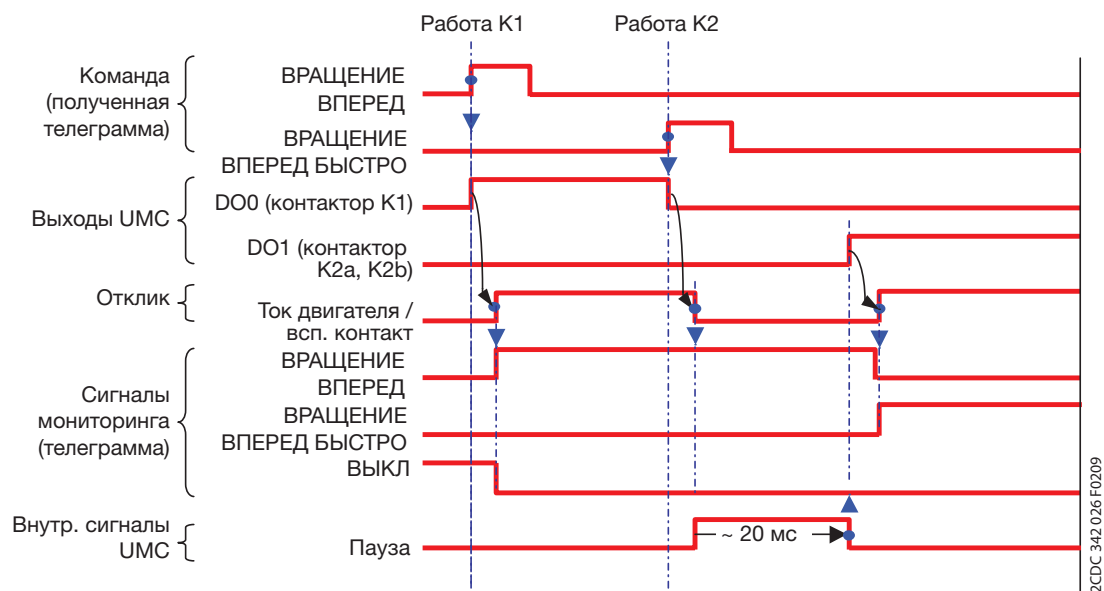 Работа K1
Работа K2
Команда
(полученная
телеграмма)
ВРАЩЕНИЕ
ВПЕРЕД
ВРАЩЕНИЕ
ВПЕРЕД БЫСТРО
Выходы UMC
DO0 (контактор K1)
DO1 (контактор
K2a, K2b)
Отклик
Ток двигателя /
всп. контакт
Сигналы
мониторинга
(телеграмма)
ВРАЩЕНИЕ
ВПЕРЕД
ВРАЩЕНИЕ
ВПЕРЕД БЫСТРО
ВЫКЛ
Внутр. сигналы
UMC
Пауза
~ 20 мс
2CDC 342 026 F0209